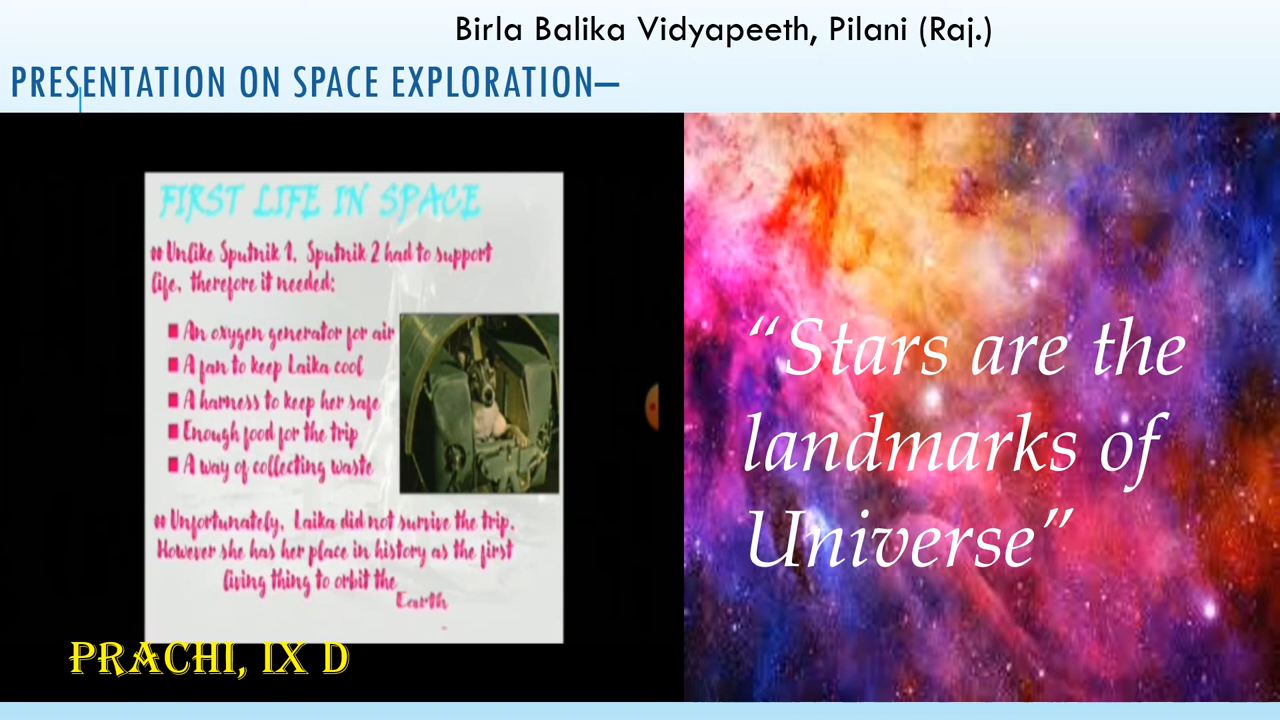 Birla Balika Vidyapeeth, Pilani (Raj.)
PRESENTATION ON SPACE EXPLORATION–
FIRST LIFE IN SPACE
Unlike Sputnik 1, Sputnik 2 had to support
life, therefore it needed:
An oxygen generator for air
A fan to keep Laika cool
A harness to keep her safe
Enough food for the trip
A way of collecting waste
Unfortunately, Laika did not survive the trip.
However she has her place in history as the first
living thing to orbit the
Earth
PRACHI, IX D
“Stars are the
landmarks of
Universe”